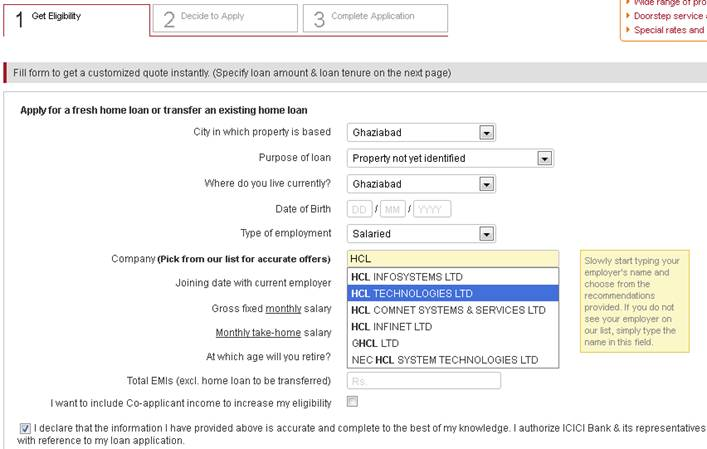 1 Get Eligibility
2 Decide to Apply
3 Complete Application
Wide range of pro
Doorstep service
Special rates and
Fill form to get a customized quote instantly. (Specify loan amount & loan tenure on the next page)
Apply for a fresh home loan or transfer an existing home loan
City in which property is based Ghaziabad
Purpose of loan Property not yet identified
Where do you live currently? Ghaziabad
Date of Birth DD / MM / YYYY
Type of employment Salaried
Company (Pick from our list for accurate offers) HCL
Joining date with current employer
Gross fixed monthly salary
Monthly take-home salary
At which age will you retire?
HCL INFOSYSTEMS LTD
HCL TECHNOLOGIES LTD
HCL COMNET SYSTEMS & SERVICES LTD
HCL INFINET LTD
GHCL LTD
NEC HCL SYSTEM TECHNOLOGIES LTD
Slowly start typing your
employer's name and
choose from the
recommendations
provided. If you do not
see your employer on
our list, simply type the
name in this field.
Total EMIs (excl. home loan to be transferred) Rs.
I want to include Co-applicant income to increase my eligibility
I declare that the information I have provided above is accurate and complete to the best of my knowledge. I authorize ICICI Bank & its representatives
with reference to my loan application.